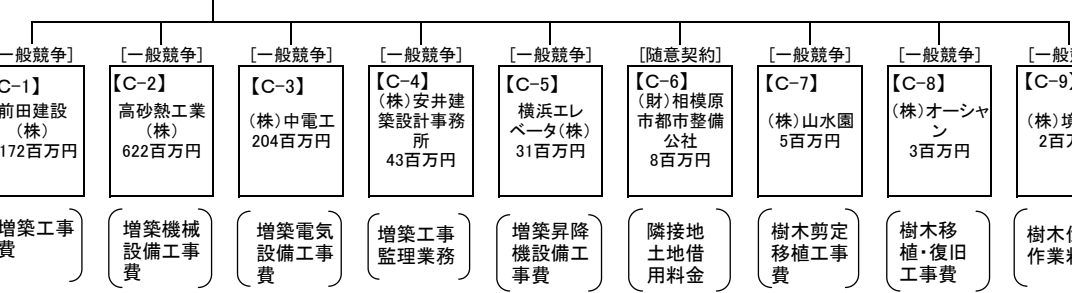 一般競争]
[一般競争]
[一般競争]
[一般競争]
[一般競争]
[随意契約]
[一般競争]
[一般競争]
[一般
C-1】
前田建設
(株)
172百万円
【C-2】
高砂熱工業
(株)
622百万円
【C-3】
(株)中電工
204百万円
【C-4】
(株)安井建
築設計事務
所
43百万円
【C-5】
横浜エレ
ベータ(株)
31百万円
【C-6】
(財)相模原
市都市整備
公社
8百万円
【C-7】
(株)山水園
5百万円
【C-8】
(株)オーシャ
ン
3百万円
【C-9】
(株)
2百
増築工事
費
増築機械
設備工事
費
増築電気
設備工事
費
増築工事
監理業務
増築昇降
機設備工
事費
隣接地
土地借
用料金
樹木剪定
移植工事
費
樹木移
植・復旧
工事費
樹木
作業